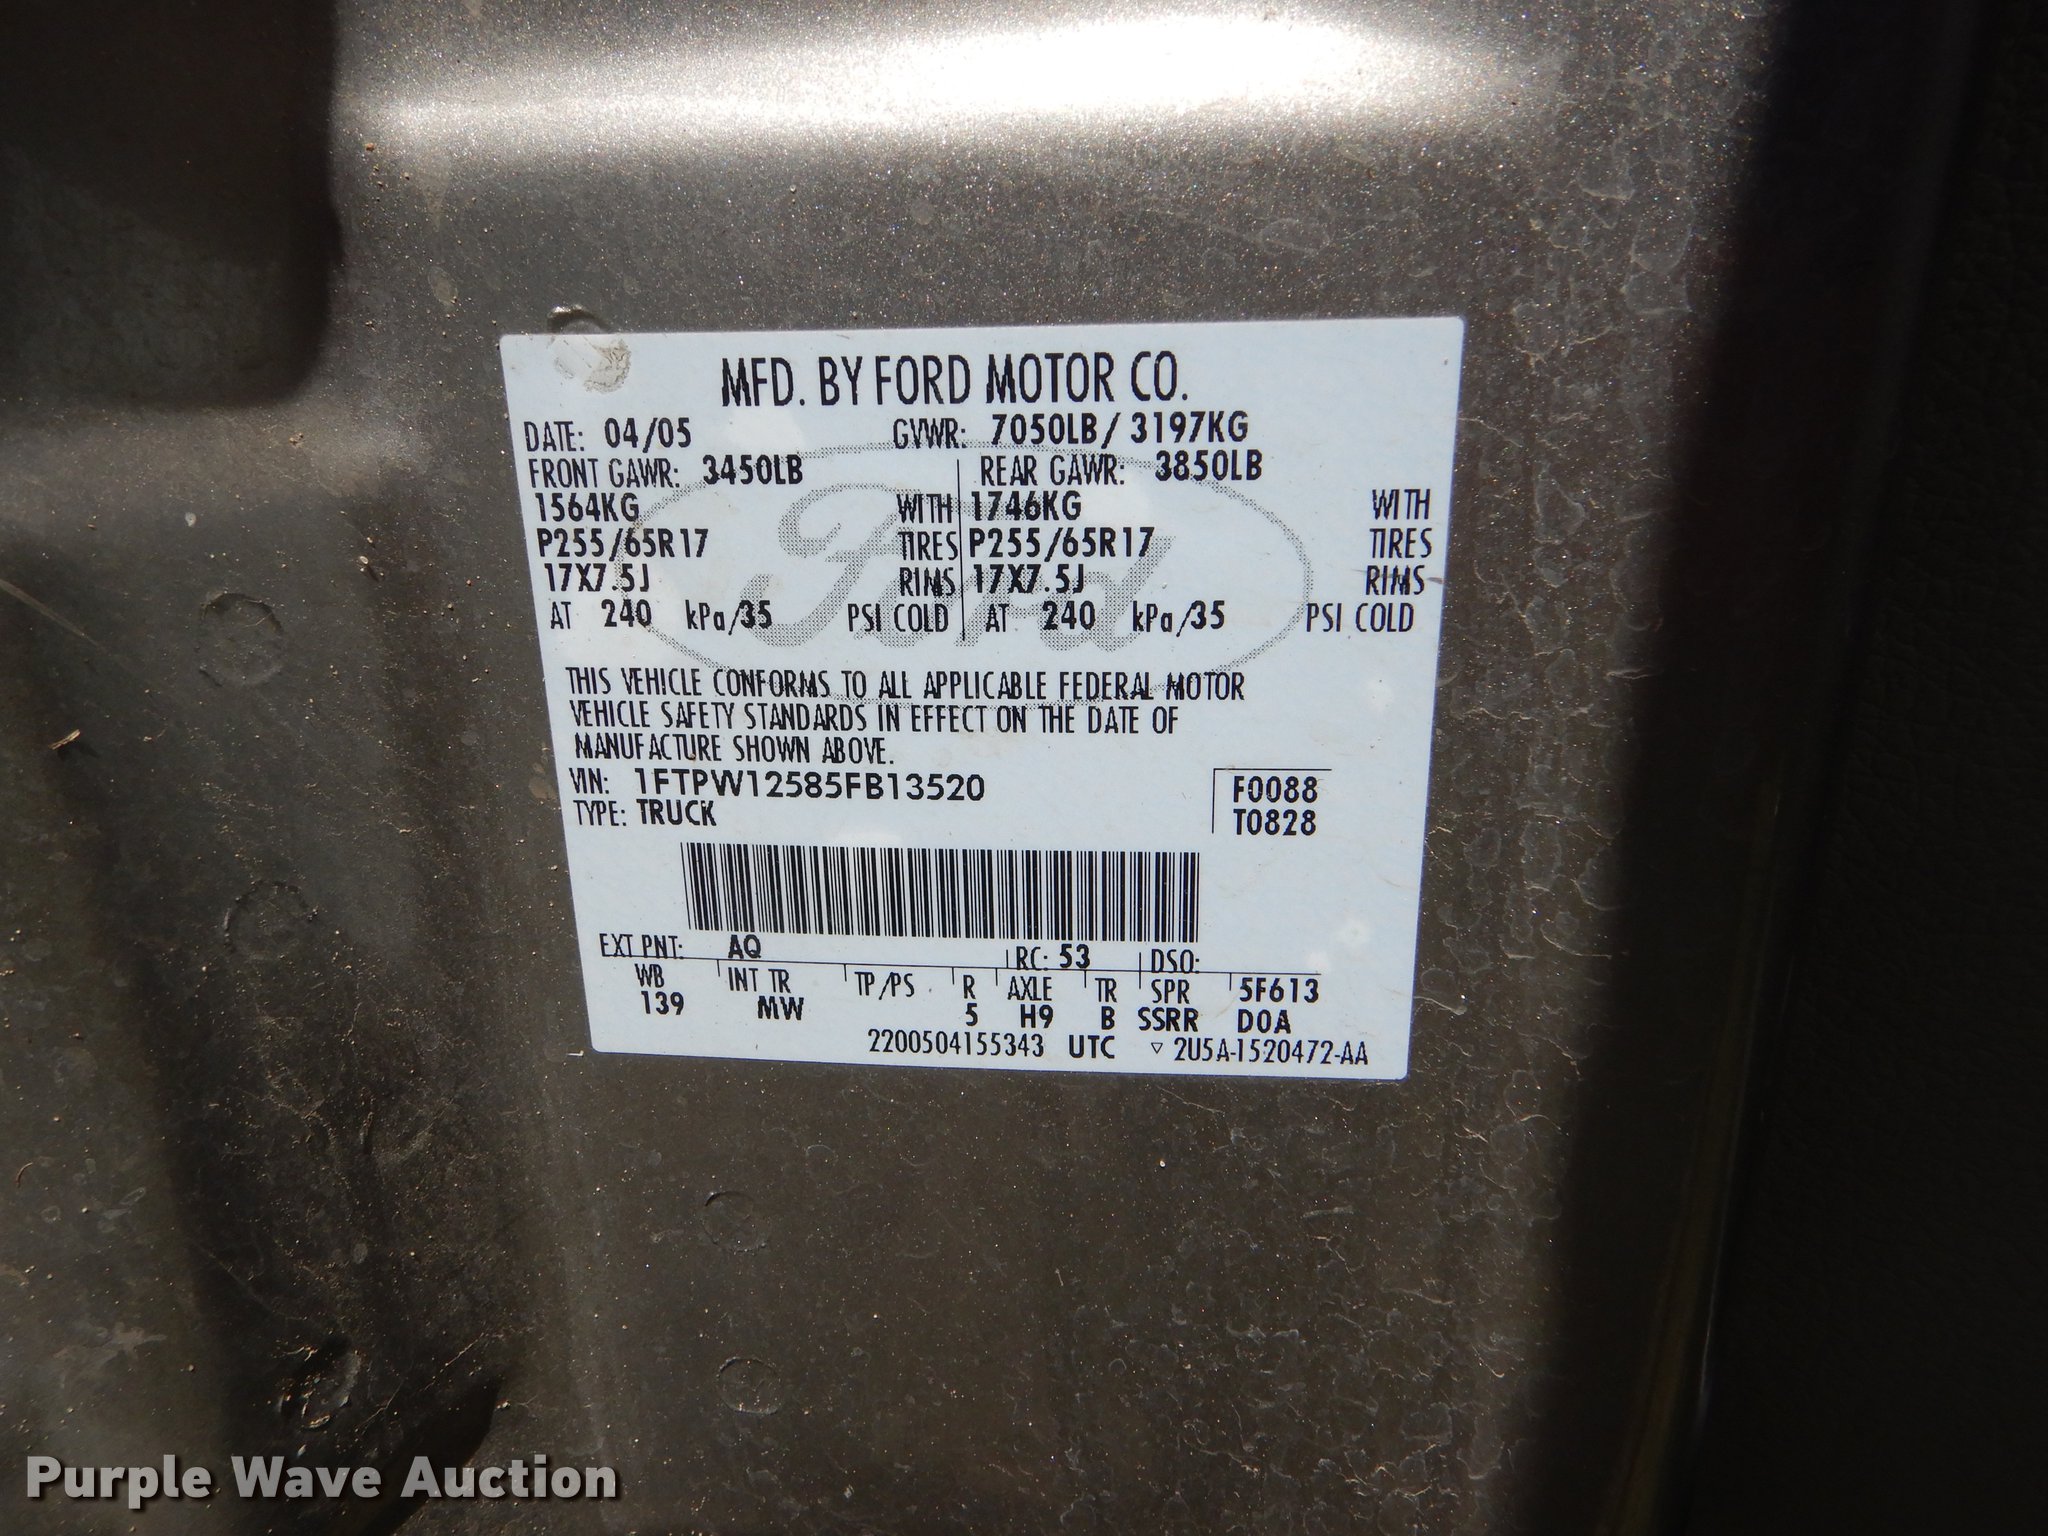 MFD. BY FORD MOTOR CO.
DATE: 04/05 GVWR: 7050LB/ 3197KG
FRONT GAWR: 3450LB REAR GAWR: 3850LB
1564KG WITH 1746KG WITH
P255/65R17 TIRES P255/65R17 TIRES
17X7.5J RIMS 17X7.5J RIMS
AT 240 kPa/35 PSI COLD AT 240 kPa/35 PSI COLD
Ford
THIS VEHICLE CONFORMS TO ALL APPLICABLE FEDERAL MOTOR
VEHICLE SAFETY STANDARDS IN EFFECT ON THE DATE OF
MANUFACTURE SHOWN ABOVE.
VIN: 1FTPW12585FB13520 F0088
TYPE: TRUCK T0828
EXT PNT: AQ RC: 53 DSO:
WB INT TR TP/PS R AXLE TR SPR 5F613
139 MW 5 H9 B SSRR D0A
2200504155343 UTC ▽ 2U5A-1520472-AA
Purple Wave Auction